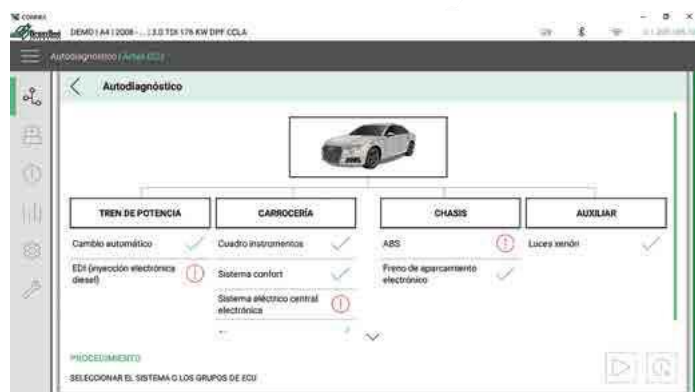 DEMO | A4 | 2008 - ... | 3.0 TDI 176 KW DPF CCLA
Autodiagnóstico /
Autodiagnóstico
TREN DE POTENCIA
CARROCERÍA
CHASIS
AUXILIAR
Cambio automático
Cuadro instrumentos
ABS
Luces xenón
EDI (inyección electrónica
diesel)
Sistema confort
Freno de aparcamiento
electrónico
Sistema eléctrico central
electrónica
PROCEDIMIENTO
SELECCIONAR EL SISTEMA O LOS GRUPOS DE ECU